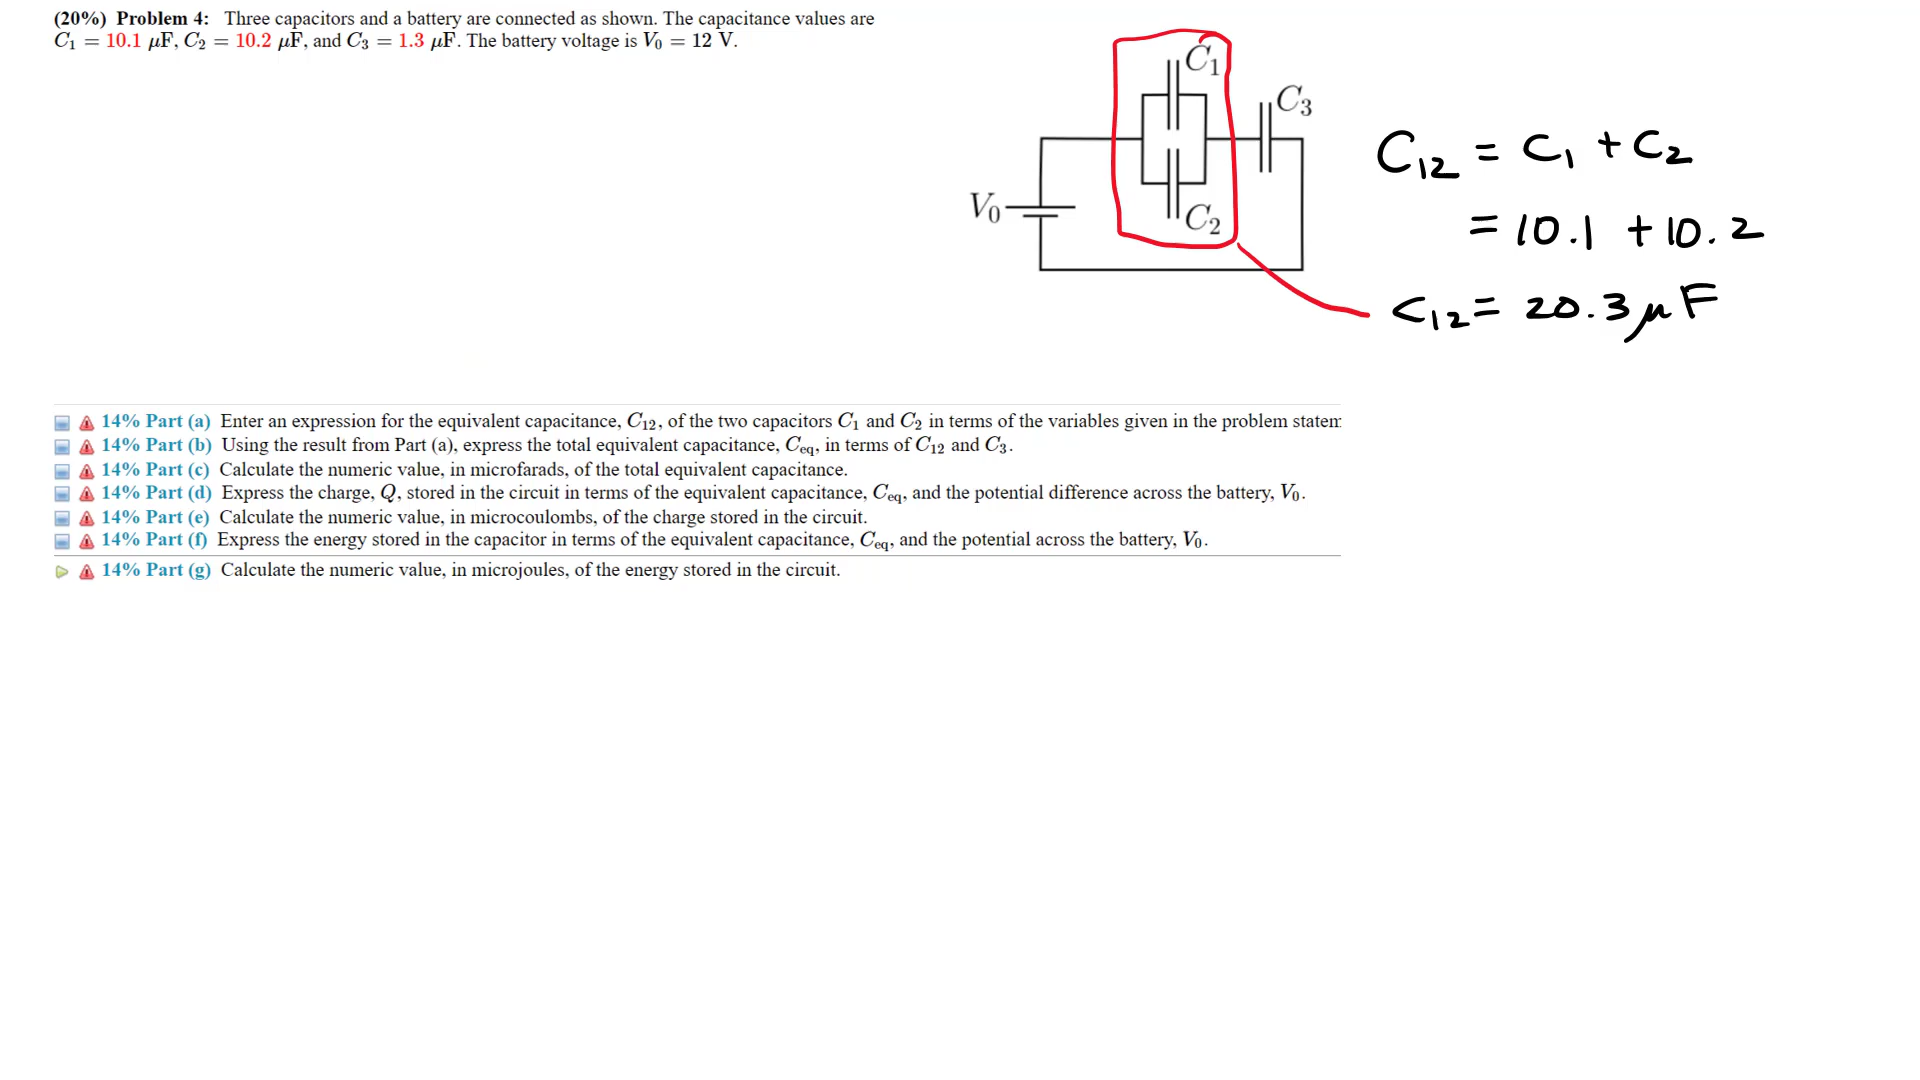 (20%) Problem 4: Three capacitors and a battery are connected as shown. The capacitance values are
C₁ = 10.1 μF, C₂ = 10.2 μF, and C₃ = 1.3 μF. The battery voltage is V₀ = 12 V.
C₁
C₃
V₀
C₂
C₁₂ = C₁ + C₂
= 10.1 + 10.2
C₁₂ = 20.3 μF
14% Part (a) Enter an expression for the equivalent capacitance, C₁₂, of the two capacitors C₁ and C₂ in terms of the variables given in the problem statem
14% Part (b) Using the result from Part (a), express the total equivalent capacitance, Ceq, in terms of C₁₂ and C₃.
14% Part (c) Calculate the numeric value, in microfarads, of the total equivalent capacitance.
14% Part (d) Express the charge, Q, stored in the circuit in terms of the equivalent capacitance, Ceq, and the potential difference across the battery, V₀.
14% Part (e) Calculate the numeric value, in microcoulombs, of the charge stored in the circuit.
14% Part (f) Express the energy stored in the capacitor in terms of the equivalent capacitance, Ceq, and the potential across the battery, V₀.
14% Part (g) Calculate the numeric value, in microjoules, of the energy stored in the circuit.